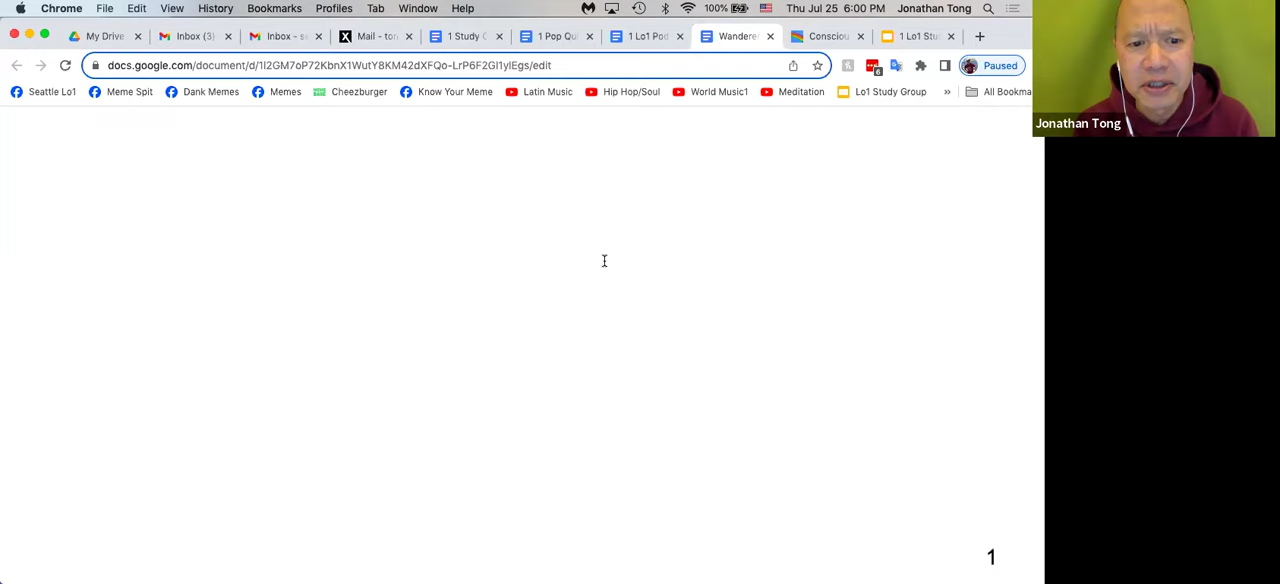 Chrome File Edit View History Bookmarks Profiles Tab Window Help 100% Thu Jul 25 6:00 PM Jonathan Tong
My Drive Inbox (3) Inbox - s Mail - ton 1 Study G 1 Pop Qu 1 Lo1 Pod Wandere Consciou 1 Lo1 Stu
docs.google.com/document/d/1I2GM7oP72KbnX1WutY8KM42dXFQo-LrP6F2Gl1ylEgs/edit 6 Paused
Seattle Lo1 Meme Spit Dank Memes Memes Cheezburger Know Your Meme Latin Music Hip Hop/Soul World Music1 Meditation Lo1 Study Group » All Bookma
Jonathan Tong
1